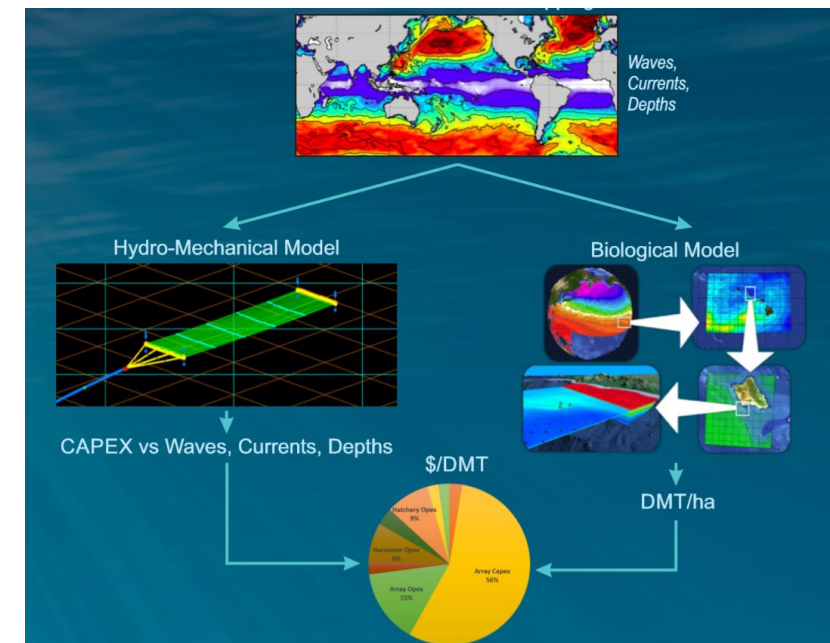 Waves,
Currents,
Depths
Hydro-Mechanical Model
Biological Model
CAPEX vs Waves, Currents, Depths
$/DMT
DMT/ha
Hatchery Opex
9%
Harvester Opex
Array Capex
56%
Array Opex
15%